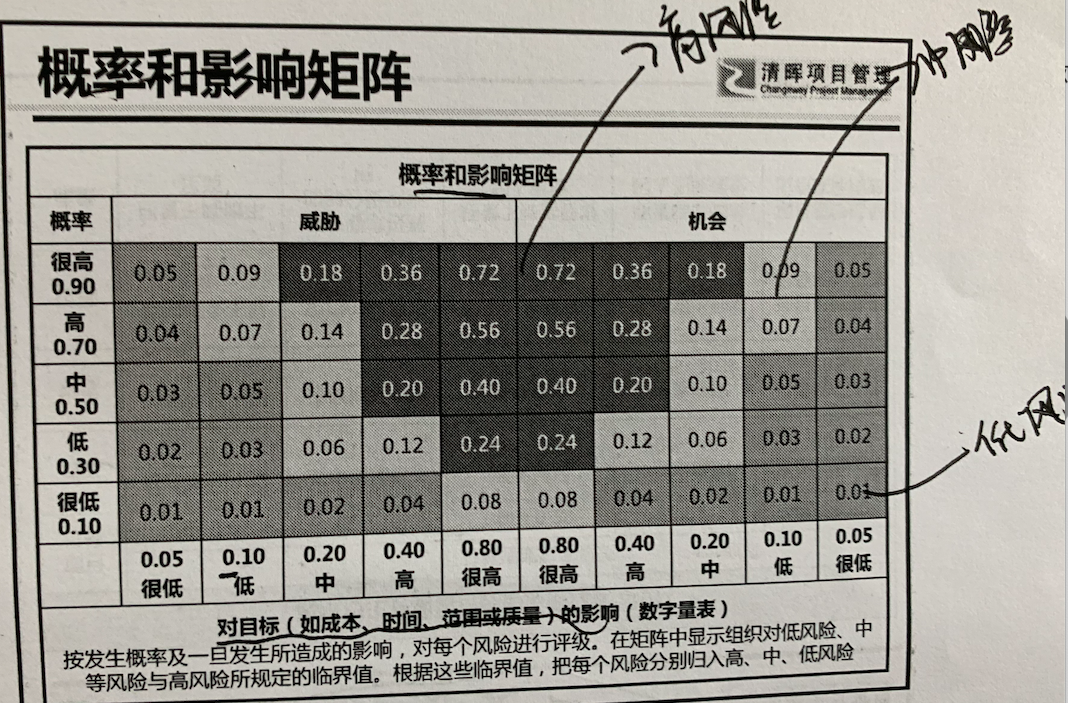 高风险
中风险
概率和影响矩阵
清晖项目管理
Changway Project Management
概率和影响矩阵
概率 威胁 机会
很高 0.90 0.05 0.09 0.18 0.36 0.72 0.72 0.36 0.18 0.09 0.05
高 0.70 0.04 0.07 0.14 0.28 0.56 0.56 0.28 0.14 0.07 0.04
中 0.50 0.03 0.05 0.10 0.20 0.40 0.40 0.20 0.10 0.05 0.03
低 0.30 0.02 0.03 0.06 0.12 0.24 0.24 0.12 0.06 0.03 0.02
很低 0.10 0.01 0.01 0.02 0.04 0.08 0.08 0.04 0.02 0.01 0.01
低风
0.05 0.10 0.20 0.40 0.80 0.80 0.40 0.20 0.10 0.05
很低 低 中 高 很高 很高 高 中 低 很低
对目标（如成本、时间、范围或质量）的影响（数字量表）
按发生概率及一旦发生所造成的影响，对每个风险进行评级。在矩阵中显示组织对低风险、中
等风险与高风险所规定的临界值。根据这些临界值，把每个风险分别归入高、中、低风险